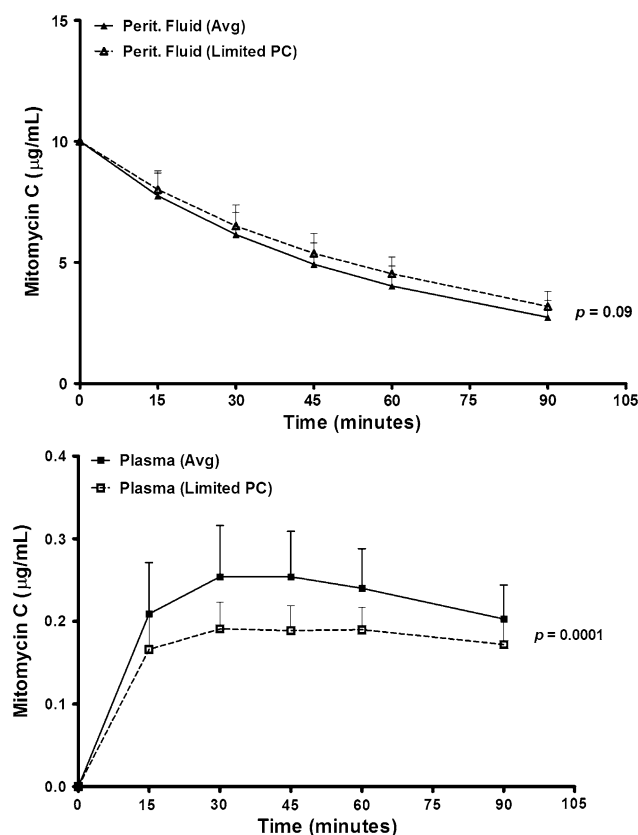 15
Perit. Fluid (Avg)
Perit. Fluid (Limited PC)
10
Mitomycin C (μg/mL)
5
p = 0.09
0
0 15 30 45 60 75 90 105
Time (minutes)
0.4
Plasma (Avg)
Plasma (Limited PC)
0.3
Mitomycin C (μg/mL)
0.2
p = 0.0001
0.1
0.0
0 15 30 45 60 75 90 105
Time (minutes)